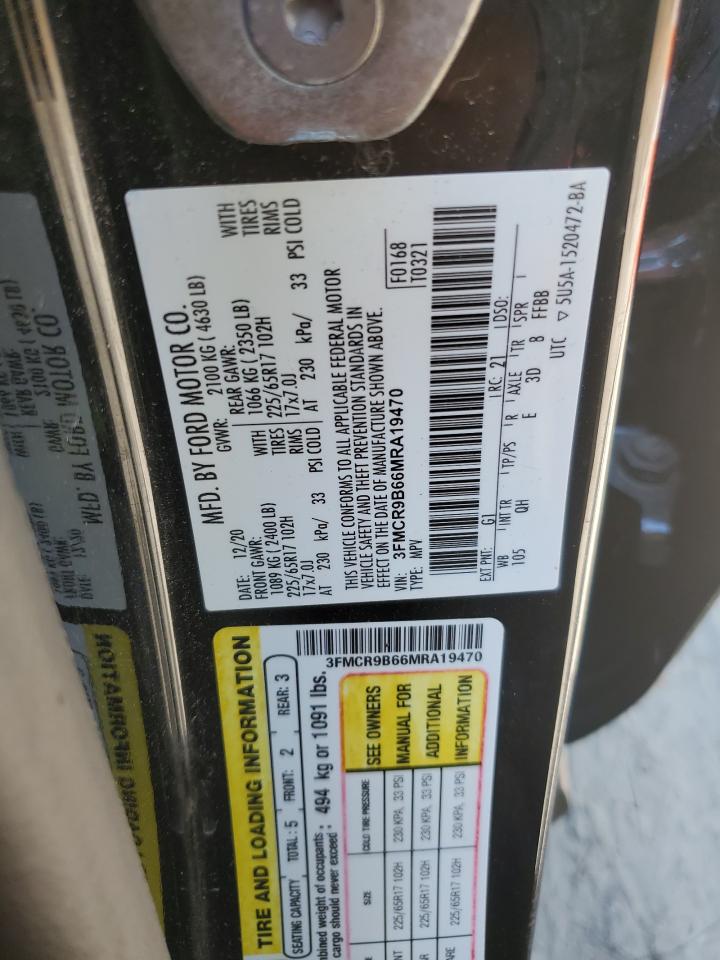 MFD. BY FORD MOTOR CO.
DATE: 12/20 GVWR: 2100 KG ( 4630 LB)
FRONT GAWR: REAR GAWR:
1089 KG ( 2400 LB) WITH 1066 KG ( 2350 LB) WITH
225/65R17 102H TIRES 225/65R17 102H TIRES
17x7.0J RIMS 17x7.0J RIMS
AT 230 kPa/ 33 PSI COLD AT 230 kPa/ 33 PSI COLD
THIS VEHICLE CONFORMS TO ALL APPLICABLE FEDERAL MOTOR
VEHICLE SAFETY AND THEFT PREVENTION STANDARDS IN
EFFECT ON THE DATE OF MANUFACTURE SHOWN ABOVE.
VIN: 3FMCR9B66MRA19470
TYPE: MPV
F0168
T0321
EXT PNT: G1 RC: 21 DSO:
WB INT TR TP/PS R AXLE TR SPR
105 QH E 3D 8 FFBB
UTC ▽ 5U5A-1520472-BA
TIRE AND LOADING INFORMATION
SEATING CAPACITY TOTAL: 5 FRONT: 2 REAR: 3
occupants :
cargo should never exceed : 494 kg or 1091 lbs.
3FMCR9B66MRA19470
SIZE COLD TIRE PRESSURE
225/65R17 102H 230 KPA, 33 PSI
225/65R17 102H 230 KPA, 33 PSI
225/65R17 102H 230 KPA, 33 PSI
SEE OWNERS
MANUAL FOR
ADDITIONAL
INFORMATION